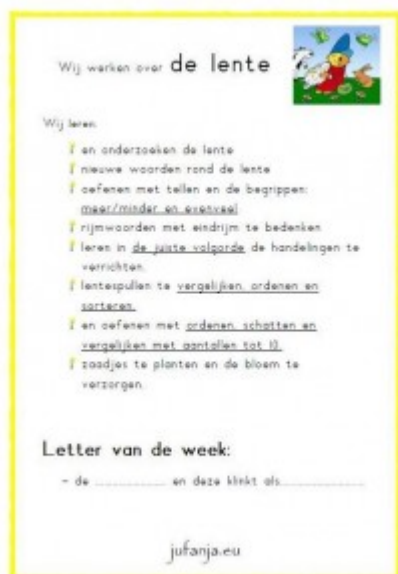 Wij werken over de lente
Wij leren:
en onderzoeken de lente
nieuwe woorden rond de lente
oefenen met tellen en de begrippen:
meer/minder en evenveel
rijmwoorden met eindrijm te bedenken
leren in de juiste volgorde de handelingen te
verrichten.
lentespullen te vergelijken, ordenen en
sorteren.
en oefenen met ordenen, schatten en
vergelijken met aantallen tot 10.
zaadjes te planten en de bloem te
verzorgen.
Letter van de week:
- de ................ en deze klinkt als...................
jufanja.eu